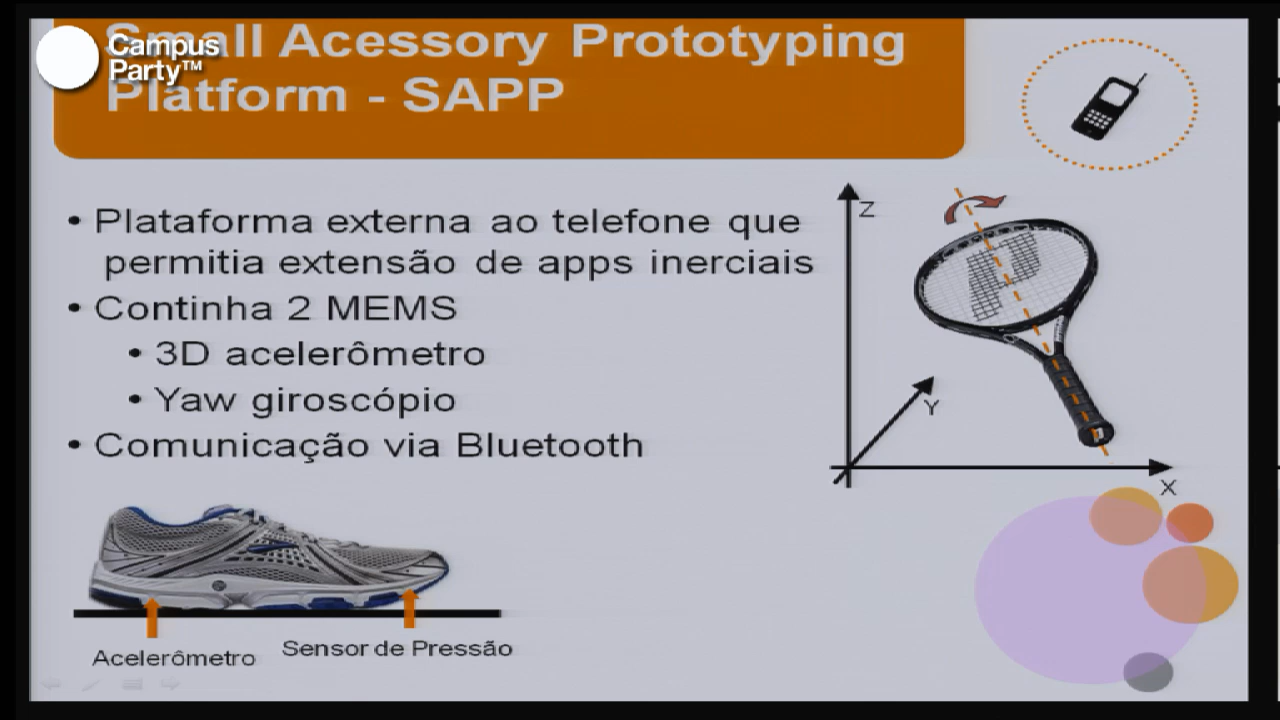 Campus
Party™
Small Acessory Prototyping
Platform - SAPP
• Plataforma externa ao telefone que
permitia extensão de apps inerciais
• Continha 2 MEMS
• 3D acelerômetro
• Yaw giroscópio
• Comunicação via Bluetooth
Z
Y
X
Acelerômetro
Sensor de Pressão